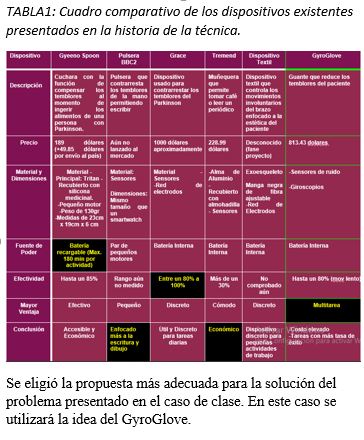 TABLA1: Cuadro comparativo de los dispositivos existentes
presentados en la historia de la técnica.
Dispositivo Gyeeno Spoon Pulsera BBC2 Grace Tremend Dispositivo Textil GyroGlove
Descripción Cuchara con la función de compensar los temblores al momento de ingerir los alimentos de una persona con Parkinson. Pulsera que contrarresta los temblores de la mano permitiendo escribir Dispositivo usado para contrarrestar los temblores del Parkinson Muñequera que permite tomar café o leer un periódico Dispositivo textil que controla los movimientos involuntarios del brazo enfocado a la estética del paciente Guante que reduce los temblores del paciente
Precio 189 dólares (+49.85 dólares por envío al país) Aún no lanzado al mercado 1000 dólares aproximadamente 228.99 dólares Desconocido (fase proyecto) 813.43 dolares.
Material y Dimensiones Material -Principal: Tritan -Recubierto con silicona medicinal. -Pequeño motor -Peso de 130gr -Medidas de 23cm x 19cm x 6 cm Material: Sensores Dimensiones: Mismo tamaño que un smartwatch Material: -Sensores -Red de electrodos -Alma de Aluminio Recubierto con almohadilla -Sensores -Exoesqueleto Manga negra de fibra ajustable -Red de Electrodos -Sensores de ruido -Giroscopios
Fuente de Poder Batería recargable (Max. 180 min por actividad) Par de pequeños motores Batería Interna Batería Interna Batería Interna Batería Interna
Efectividad Hasta un 85% Rango aún no medido Entre un 80% a 100% Más de un 30% No comprobado aún Hasta un 80% (muy lento)
Mayor Ventaja Efectivo Pequeño Discreto Cómodo Discreto Multitarea
Conclusión Accesible y Económico Enfocado más a la escritura y dibujo Útil y Discreto para tareas diarias Económico Dispositivo discreto para pequeñas actividades de trabajo -Costo elevado -Tareas con más tasa de éxito
Se eligió la propuesta más adecuada para la solución del
problema presentado en el caso de clase. En este caso se
utilizará la idea del GyroGlove.